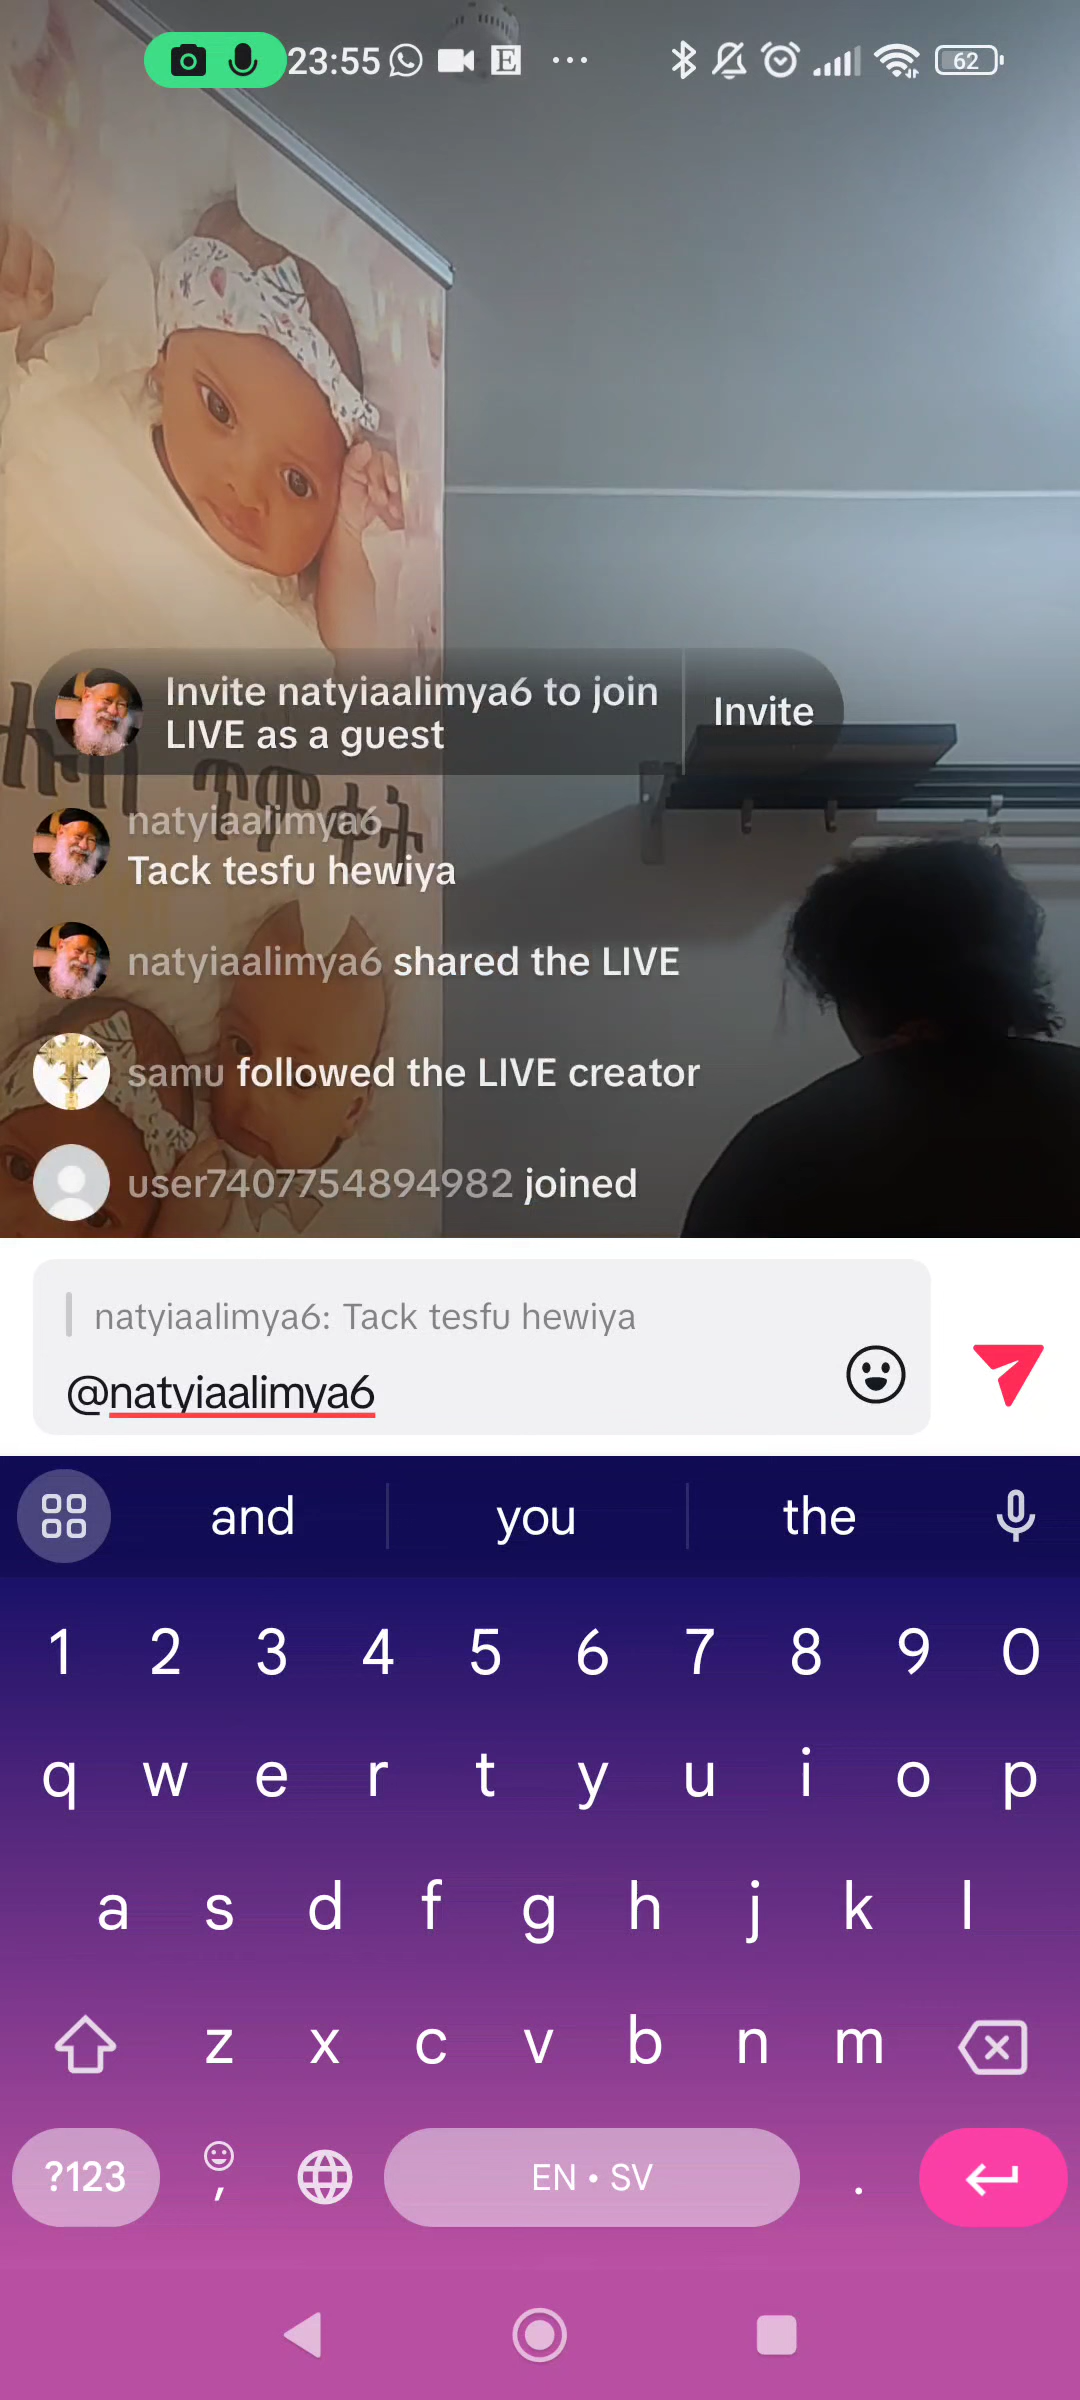 23:55
62
Invite natyiaalimya6 to join
LIVE as a guest
Invite
ጥምቀት
natyiaalimya6
Tack tesfu hewiya
natyiaalimya6 shared the LIVE
samu followed the LIVE creator
user7407754894982 joined
natyiaalimya6: Tack tesfu hewiya
@natyiaalimya6
and you the
1 2 3 4 5 6 7 8 9 0
q w e r t y u i o p
a s d f g h j k l
z x c v b n m
?123 , EN • SV .